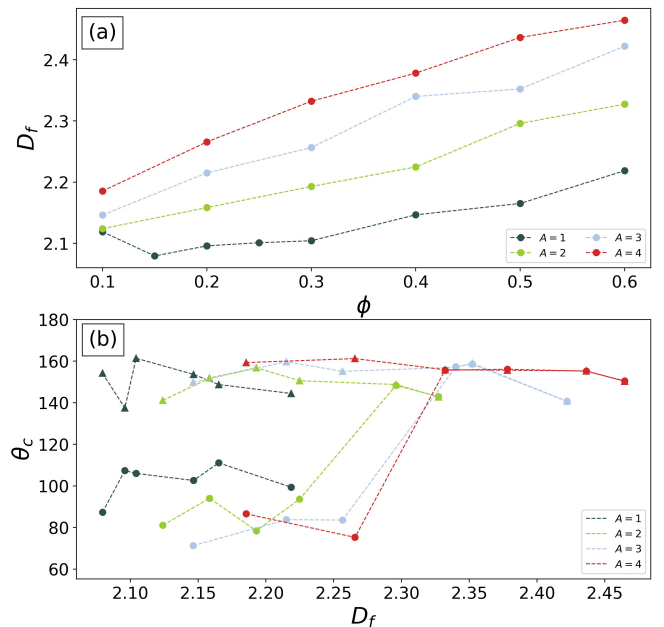 (a)
D_f
2.4
2.3
2.2
2.1
A = 1
A = 2
A = 3
A = 4
0.1 0.2 0.3 0.4 0.5 0.6
ϕ
(b)
θ_c
180
160
140
120
100
80
60
A = 1
A = 2
A = 3
A = 4
2.10 2.15 2.20 2.25 2.30 2.35 2.40 2.45
D_f